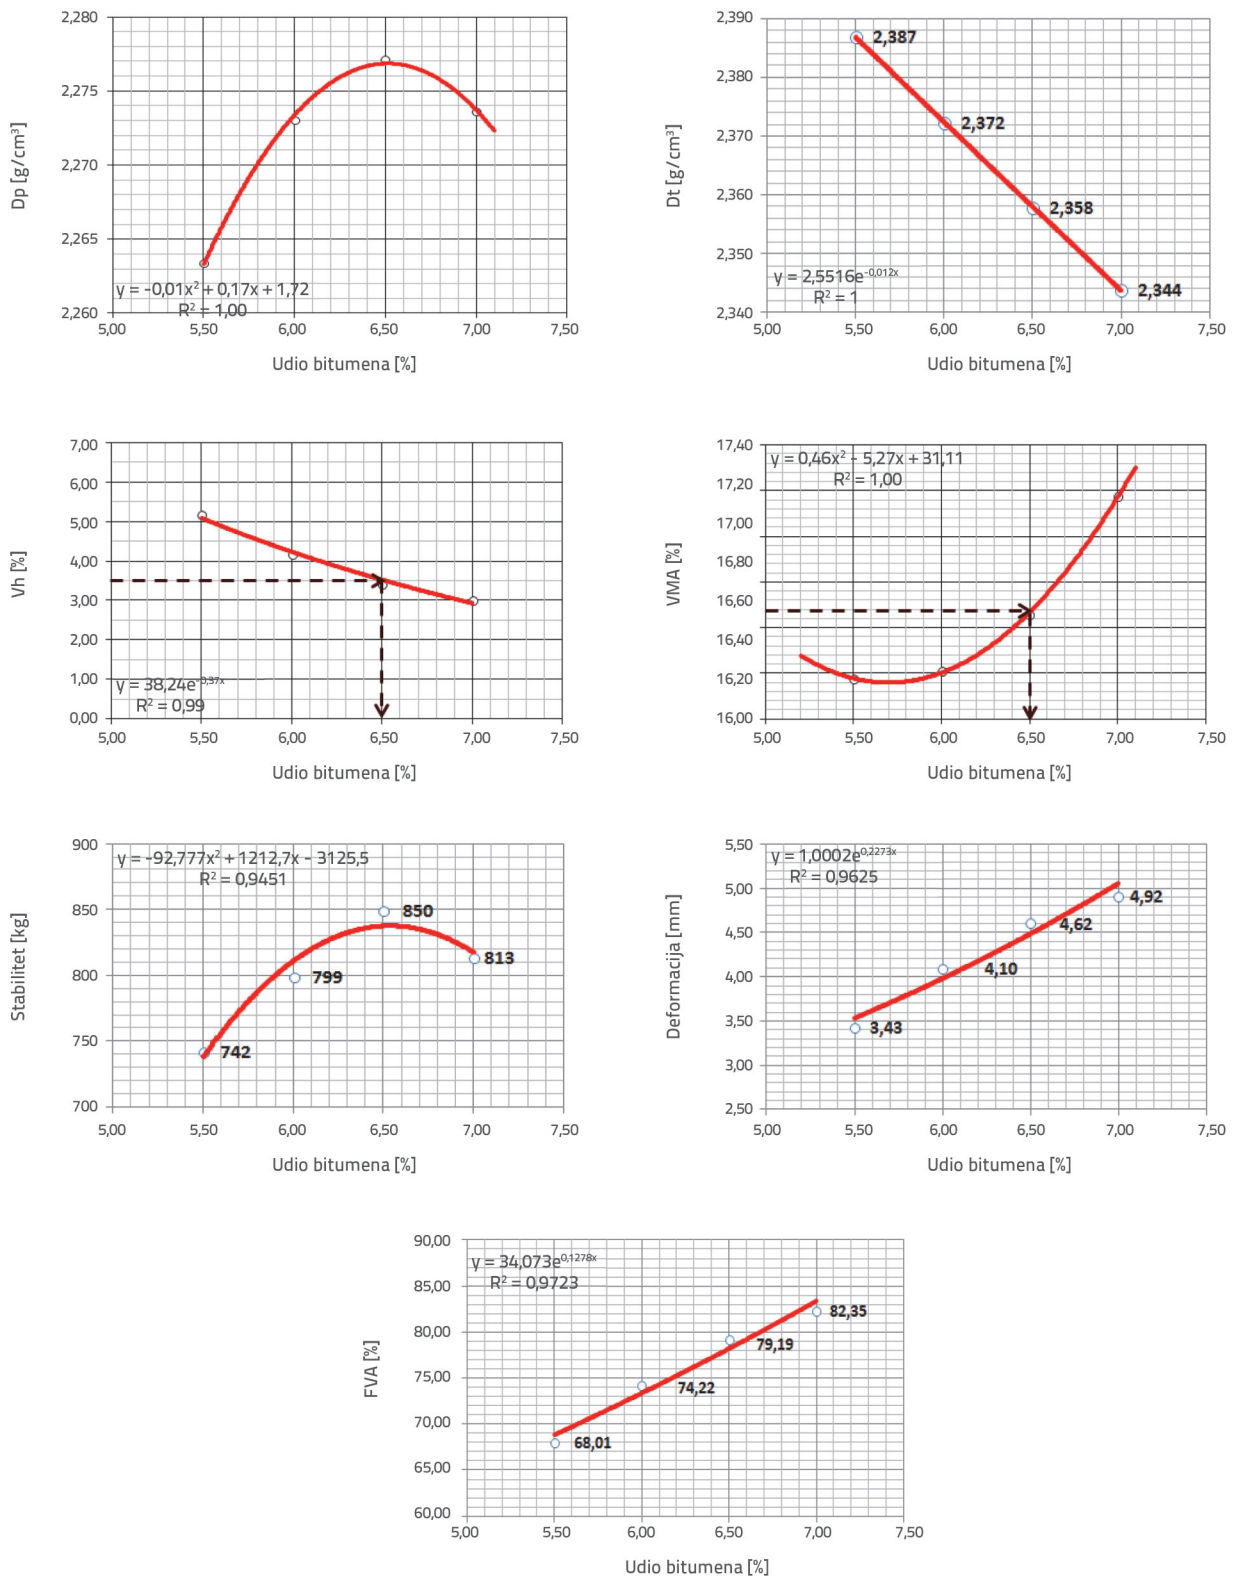 2,280
2,275
2,270
2,265
2,260
Dp [g/cm³]
y = -0,01x² + 0,17x + 1,72
R² = 1,00
5,00 5,50 6,00 6,50 7,00 7,50
Udio bitumena [%]
2,390
2,380
2,370
2,360
2,350
2,340
Dt [g/cm³]
2,387
2,372
2,358
2,344
y = 2,5516e⁻⁰,⁰¹²ˣ
R² = 1
5,00 5,50 6,00 6,50 7,00 7,50
Udio bitumena [%]
7,00
6,00
5,00
4,00
3,00
2,00
1,00
0,00
Vh [%]
y = 38,24e⁻⁰,³⁷ˣ
R² = 0,99
5,00 5,50 6,00 6,50 7,00 7,50
Udio bitumena [%]
17,40
17,20
17,00
16,80
16,60
16,40
16,20
16,00
VMA [%]
y = 0,46x² - 5,27x + 31,11
R² = 1,00
5,00 5,50 6,00 6,50 7,00 7,50
Udio bitumena [%]
900
850
800
750
700
Stabilitet [kg]
y = -92,777x² + 1212,7x - 3125,5
R² = 0,9451
742
799
850
813
5,00 5,50 6,00 6,50 7,00 7,50
Udio bitumena [%]
5,50
5,00
4,50
4,00
3,50
3,00
2,50
Deformacija [mm]
y = 1,0002e⁰,²²⁷³ˣ
R² = 0,9625
3,43
4,10
4,62
4,92
5,00 5,50 6,00 6,50 7,00 7,50
Udio bitumena [%]
90,00
85,00
80,00
75,00
70,00
65,00
60,00
FVA [%]
y = 34,073e⁰,¹²⁷⁸ˣ
R² = 0,9723
68,01
74,22
79,19
82,35
5,00 5,50 6,00 6,50 7,00 7,50
Udio bitumena [%]